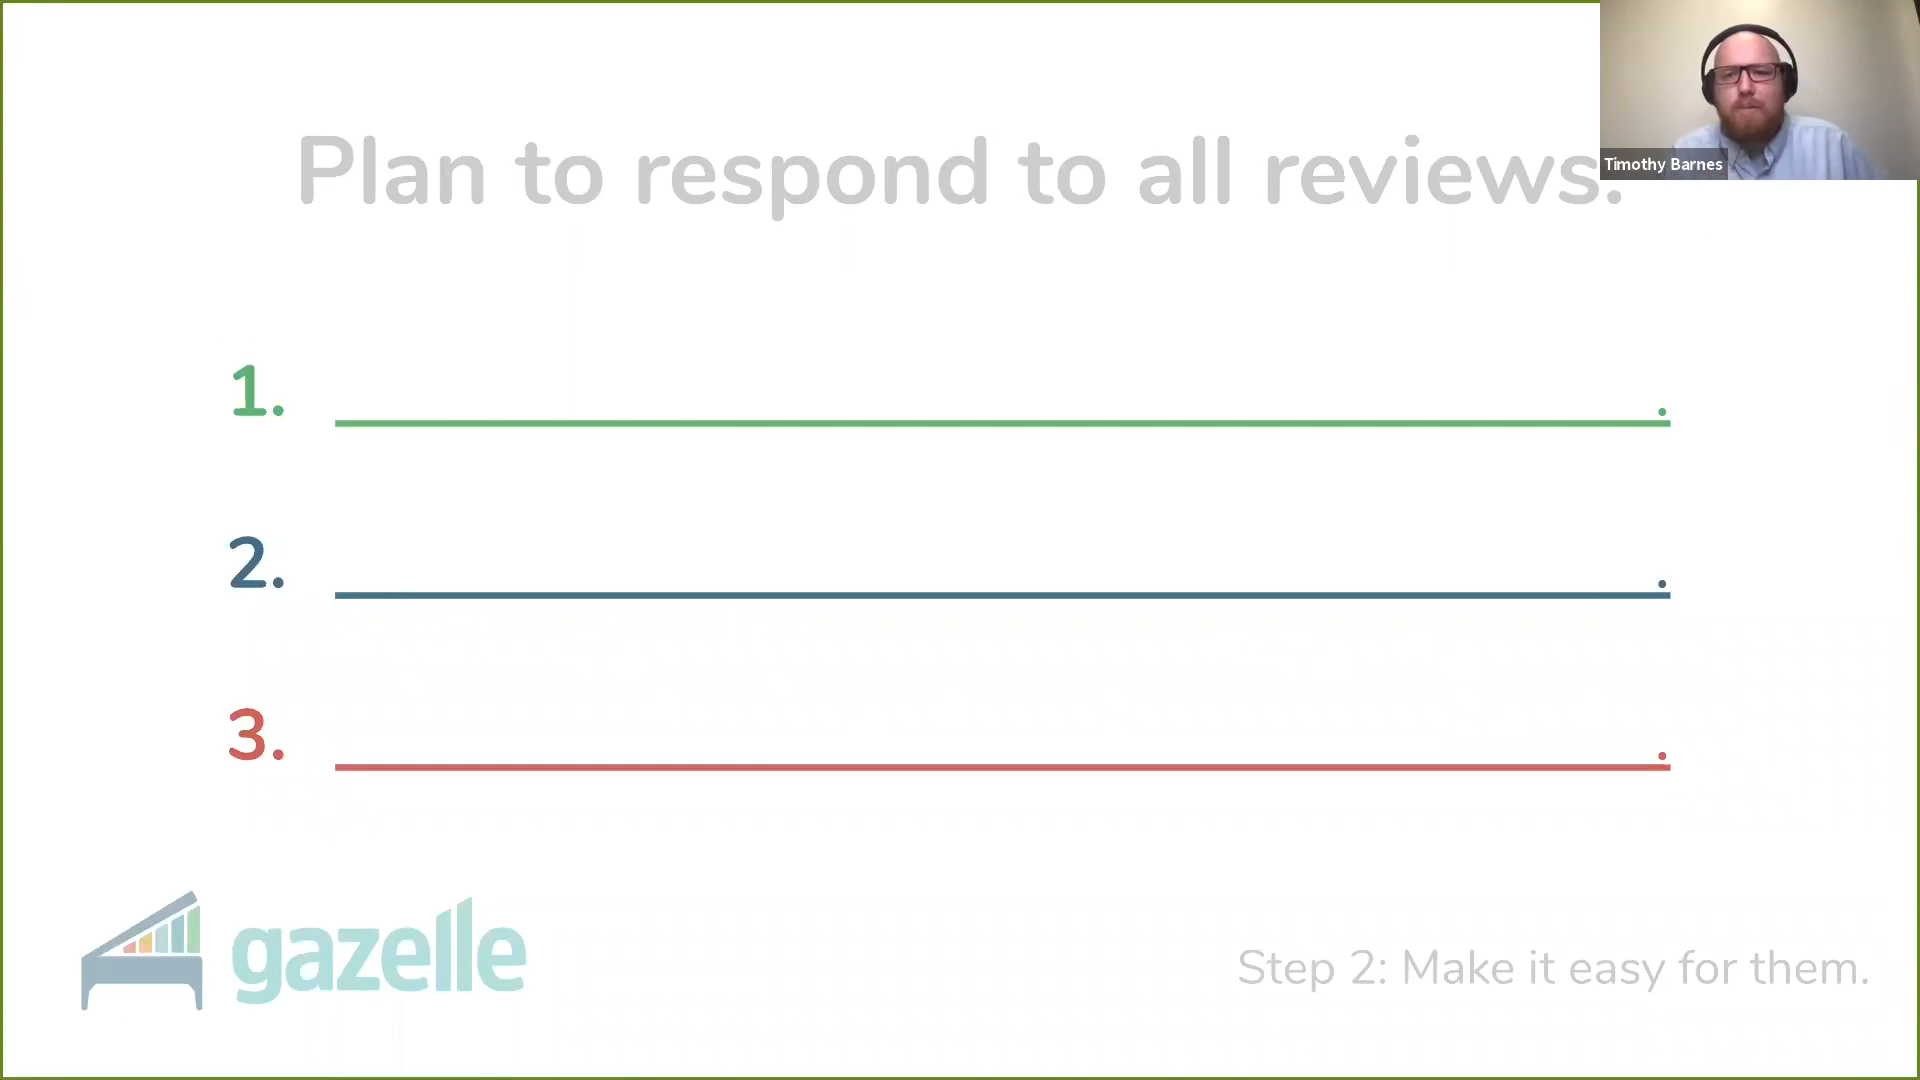 Plan to respond to all reviews.
Timothy Barnes
1. .
2. .
3. .
gazelle
Step 2: Make it easy for them.